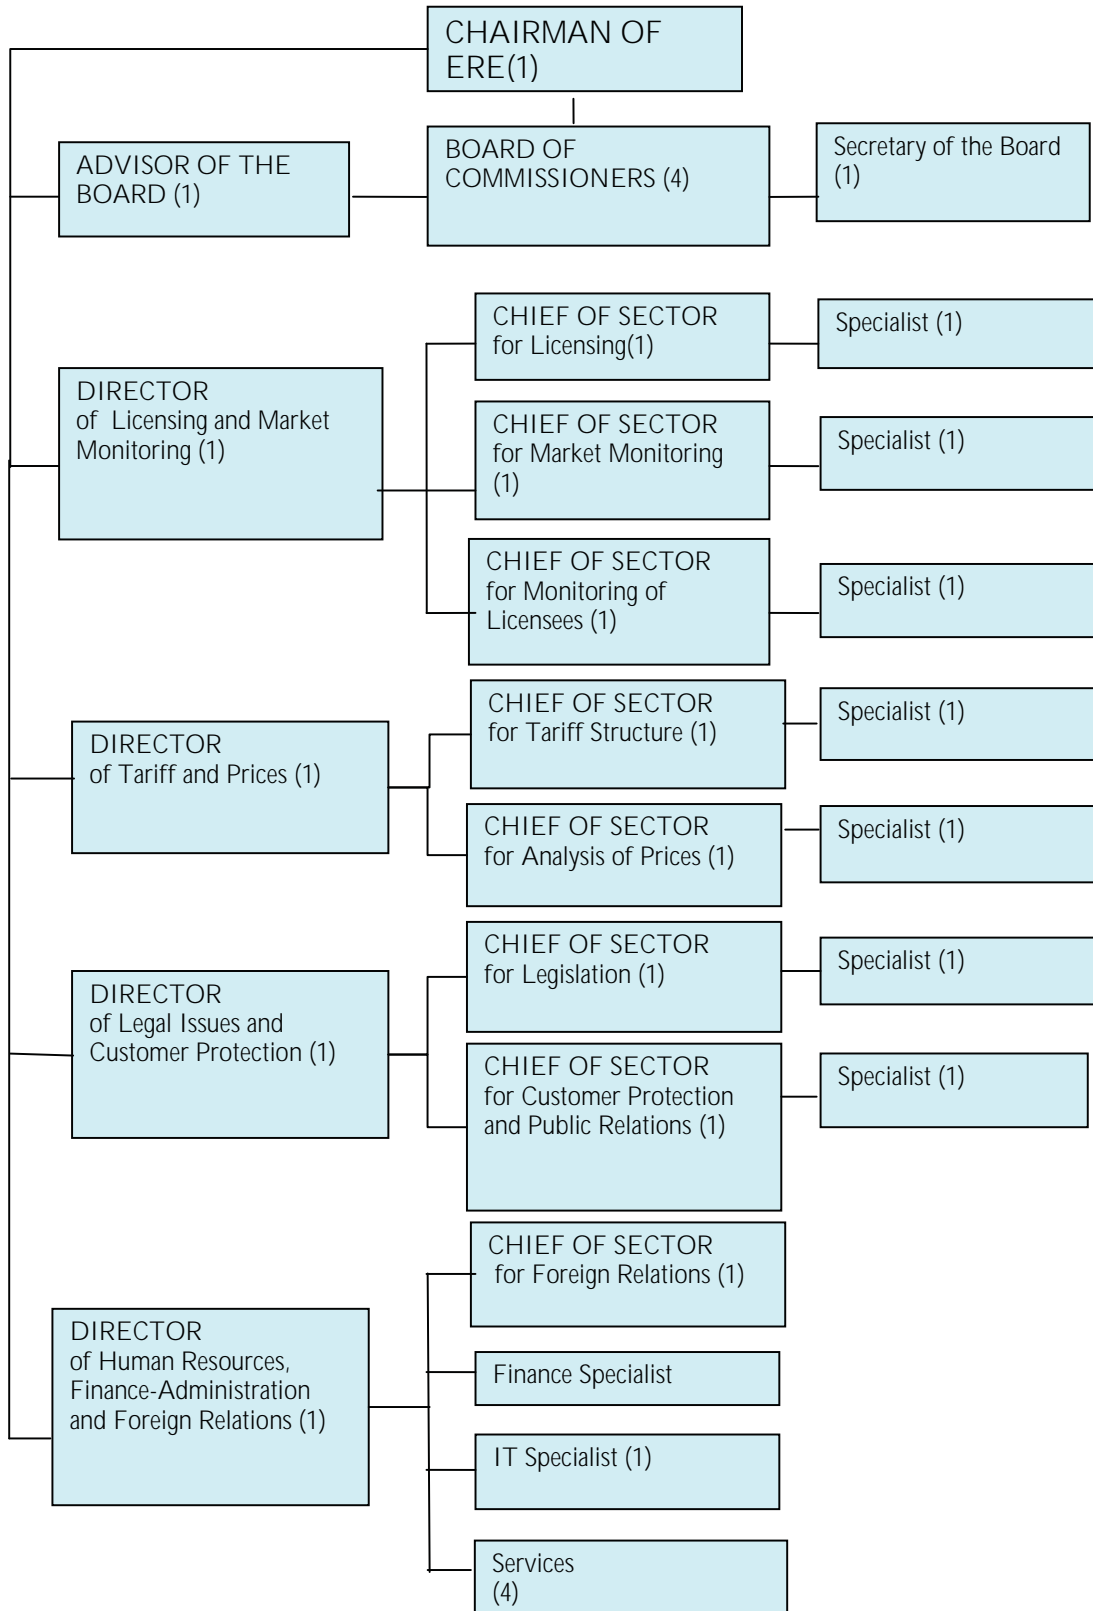 CHAIRMAN OF
ERE(1)
ADVISOR OF THE
BOARD (1)
BOARD OF
COMMISSIONERS (4)
Secretary of the Board
(1)
DIRECTOR
of Licensing and Market
Monitoring (1)
CHIEF OF SECTOR
for Licensing(1)
Specialist (1)
CHIEF OF SECTOR
for Market Monitoring
(1)
Specialist (1)
CHIEF OF SECTOR
for Monitoring of
Licensees (1)
Specialist (1)
DIRECTOR
of Tariff and Prices (1)
CHIEF OF SECTOR
for Tariff Structure (1)
Specialist (1)
CHIEF OF SECTOR
for Analysis of Prices (1)
Specialist (1)
DIRECTOR
of Legal Issues and
Customer Protection (1)
CHIEF OF SECTOR
for Legislation (1)
Specialist (1)
CHIEF OF SECTOR
for Customer Protection
and Public Relations (1)
Specialist (1)
DIRECTOR
of Human Resources,
Finance-Administration
and Foreign Relations (1)
CHIEF OF SECTOR
for Foreign Relations (1)
Finance Specialist
IT Specialist (1)
Services
(4)